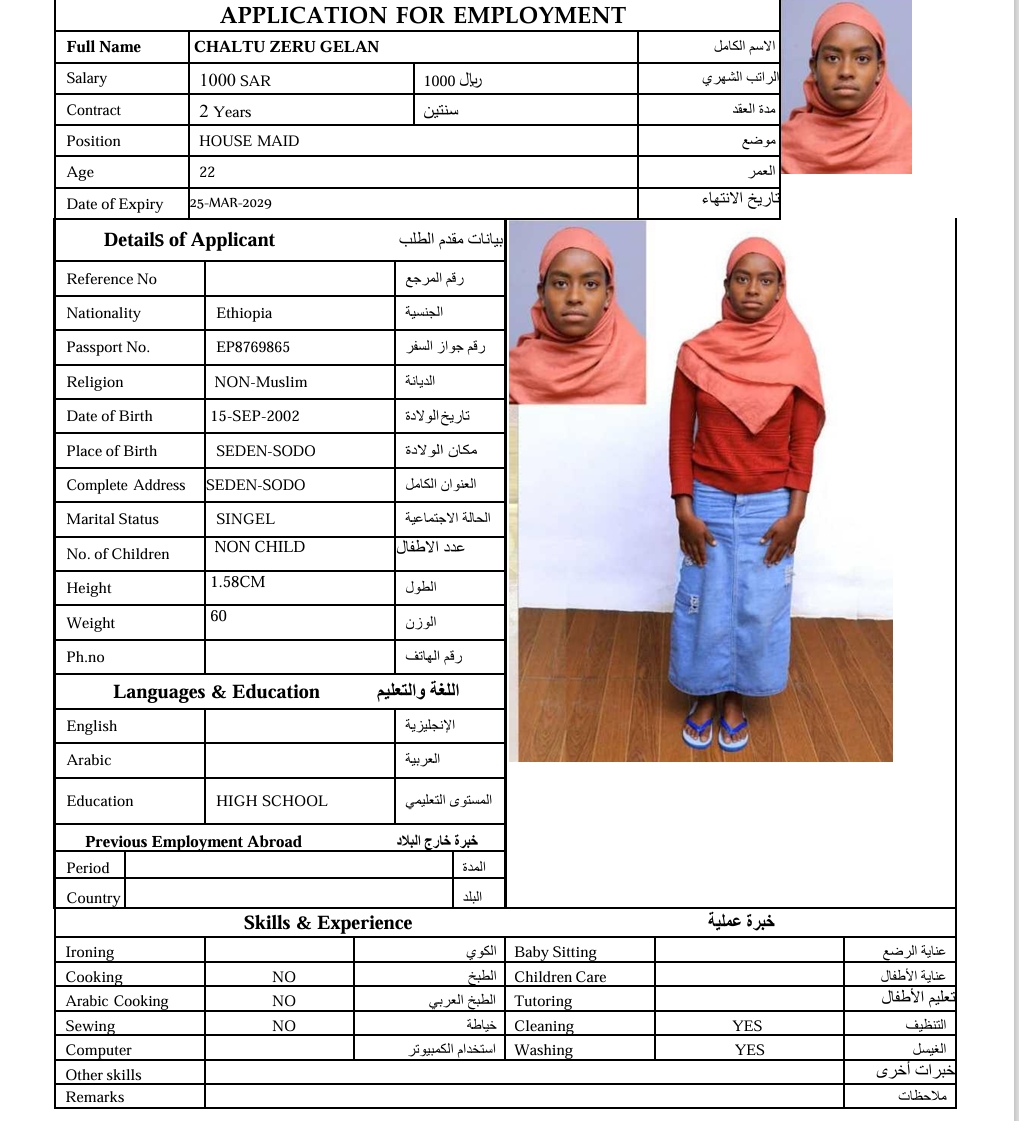 APPLICATION FOR EMPLOYMENT
Full Name CHALTU ZERU GELAN الاسم الكامل
Salary 1000 SAR 1000 ريال الراتب الشهري
Contract 2 Years سنتين مدة العقد
Position HOUSE MAID موضع
Age 22 العمر
Date of Expiry 25-MAR-2029 تاريخ الانتهاء
Details of Applicant بيانات مقدم الطلب
Reference No رقم المرجع
Nationality Ethiopia الجنسية
Passport No. EP8769865 رقم جواز السفر
Religion NON-Muslim الديانة
Date of Birth 15-SEP-2002 تاريخ الولادة
Place of Birth SEDEN-SODO مكان الولادة
Complete Address SEDEN-SODO العنوان الكامل
Marital Status SINGEL الحالة الاجتماعية
No. of Children NON CHILD عدد الاطفال
Height 1.58CM الطول
Weight 60 الوزن
Ph.no رقم الهاتف
Languages & Education اللغة والتعليم
English الإنجليزية
Arabic العربية
Education HIGH SCHOOL المستوى التعليمي
Previous Employment Abroad خبرة خارج البلاد
Period المدة
Country البلد
Skills & Experience خبرة عملية
Ironing الكوي Baby Sitting عناية الرضع
Cooking NO الطبخ Children Care عناية الأطفال
Arabic Cooking NO الطبخ العربي Tutoring تعليم الأطفال
Sewing NO خياطة Cleaning YES التنظيف
Computer استخدام الكمبيوتر Washing YES الغيسل
Other skills خبرات أخرى
Remarks ملاحظات